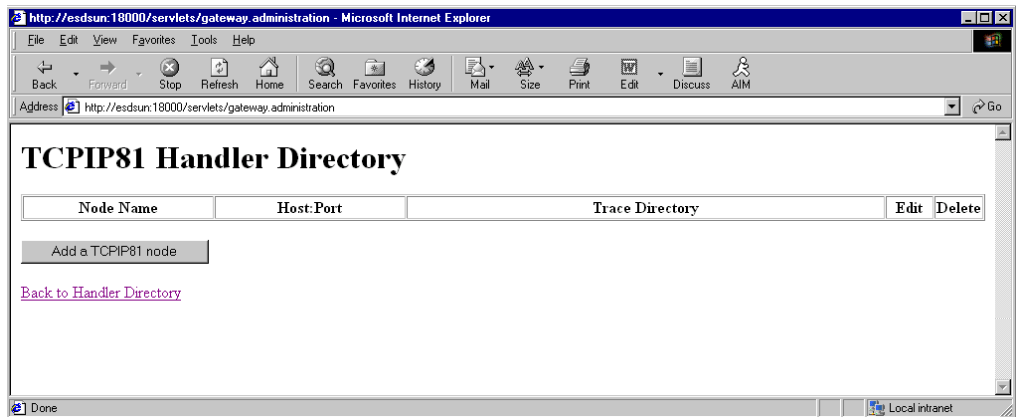 http://esdsun:18000/servlets/gateway.administration - Microsoft Internet Explorer
File Edit View Favorites Tools Help
Back Forward Stop Refresh Home Search Favorites History Mail Size Print Edit Discuss AIM
Address http://esdsun:18000/servlets/gateway.administration Go
TCPIP81 Handler Directory
Node Name Host:Port Trace Directory Edit Delete
Add a TCPIP81 node
Back to Handler Directory
Done Local intranet